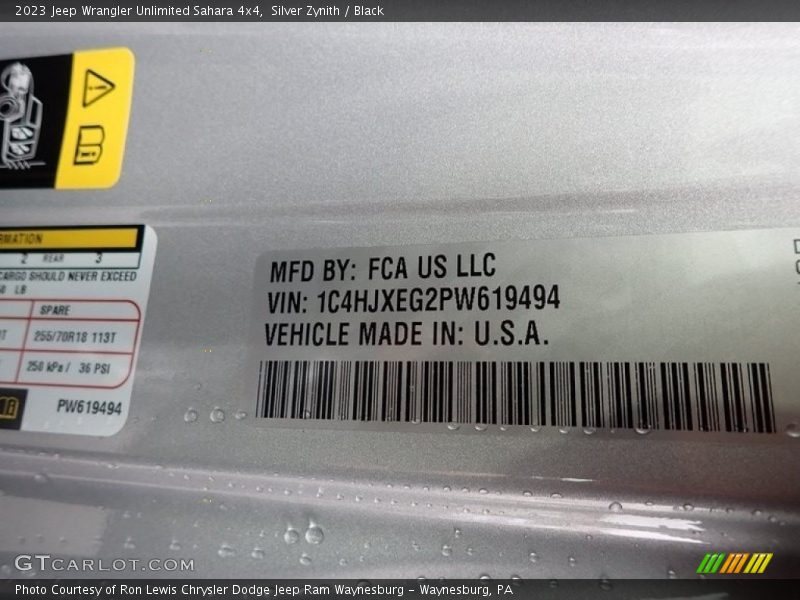 2023 Jeep Wrangler Unlimited Sahara 4x4, Silver Zynith / Black
RMATION
2 REAR 3
CARGO SHOULD NEVER EXCEED
LB
SPARE
255/70R18 113T
250 kPa / 36 PSI
PW619494
MFD BY: FCA US LLC
VIN: 1C4HJXEG2PW619494
VEHICLE MADE IN: U.S.A.
GTCARLOT.COM
Photo Courtesy of Ron Lewis Chrysler Dodge Jeep Ram Waynesburg – Waynesburg, PA